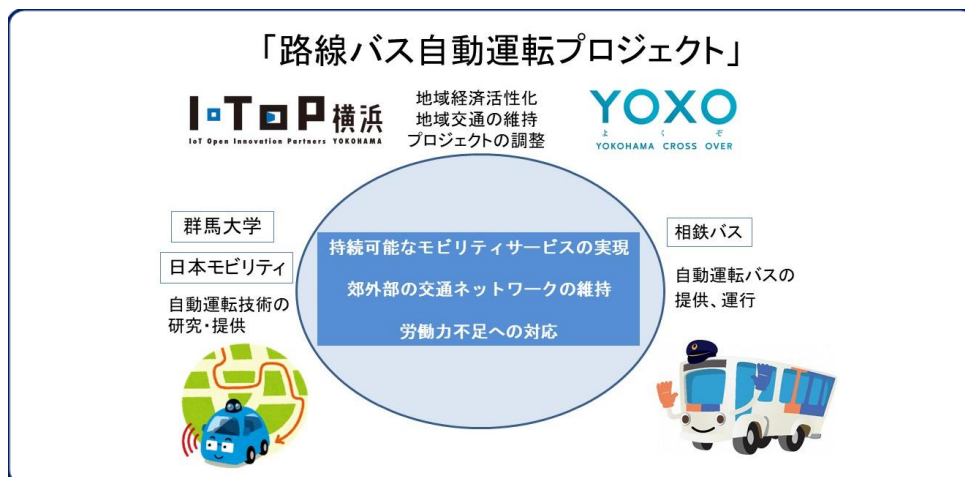 「路線バス自動運転プロジェクト」
I・TOP横浜
IoT Open Innovation Partners YOKOHAMA
地域経済活性化
地域交通の維持
プロジェクトの調整
YOXO
よくぞ
YOKOHAMA CROSS OVER
群馬大学
日本モビリティ
自動運転技術の
研究・提供
持続可能なモビリティサービスの実現
郊外部の交通ネットワークの維持
労働力不足への対応
相鉄バス
自動運転バスの
提供、運行